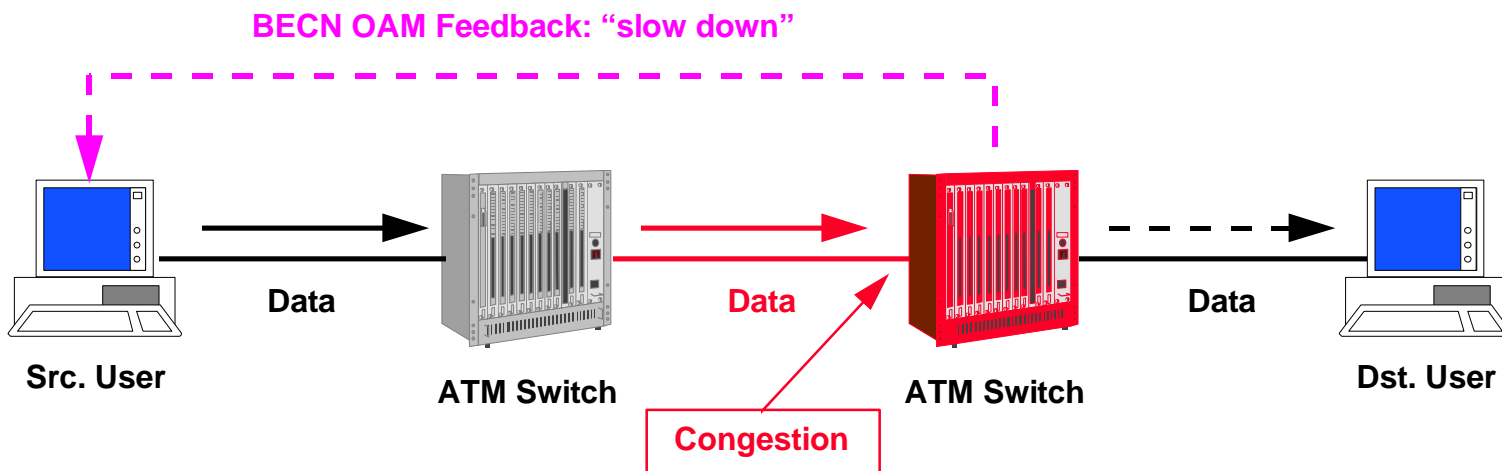 BECN OAM Feedback: “slow down”
Data
Data
Data
Src. User
ATM Switch
ATM Switch
Dst. User
Congestion